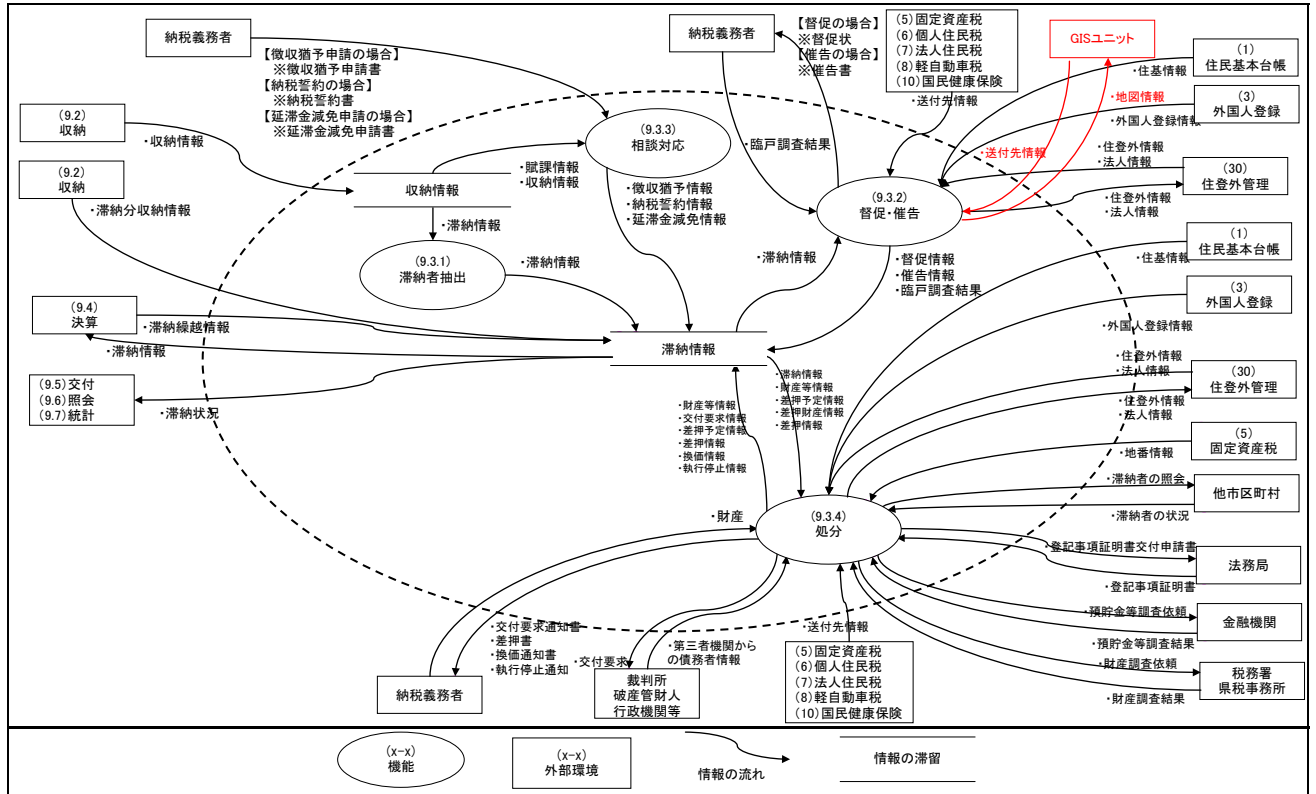 納税義務者
【徴収猶予申請の場合】
※徴収猶予申請書
【納税誓約の場合】
※納税誓約書
【延滞金減免申請の場合】
※延滞金減免申請書
納税義務者
【督促の場合】
※督促状
【催告の場合】
※催告書
(5)固定資産税
(6)個人住民税
(7)法人住民税
(8)軽自動車税
(10)国民健康保険
・送付先情報
GISユニット
・地図情報
・送付先情報
(1)
住民基本台帳
・住基情報
(3)
外国人登録
・外国人登録情報
・住登外情報
・法人情報
(30)
住登外管理
・住登外情報
・法人情報
(9.2)
収納
・収納情報
(9.2)
収納
・滞納分収納情報
収納情報
・賦課情報
・収納情報
(9.3.3)
相談対応
・徴収猶予情報
・納税誓約情報
・延滞金減免情報
・臨戸調査結果
(9.3.2)
督促・催告
・滞納情報
(9.3.1)
滞納者抽出
・滞納情報
・滞納情報
・督促情報
・催告情報
・臨戸調査結果
(1)
住民基本台帳
・住基情報
(3)
外国人登録
・外国人登録情報
(9.4)
決算
・滞納繰越情報
・滞納情報
滞納情報
(9.5)交付
(9.6)照会
(9.7)統計
・滞納状況
・滞納情報
・財産等情報
・差押予定情報
・差押財産情報
・差押情報
・財産等情報
・交付要求情報
・差押予定情報
・差押情報
・換価情報
・執行停止情報
・住登外情報
・法人情報
(30)
住登外管理
・住登外情報
・法人情報
(5)
固定資産税
・地番情報
・滞納者の照会
他市区町村
・滞納者の状況
・財産
(9.3.4)
処分
・登記事項証明書交付申請書
法務局
・登記事項証明書
・預貯金等調査依頼
金融機関
・預貯金等調査結果
・財産調査依頼
税務署
県税事務所
・財産調査結果
・交付要求通知書
・差押書
・換価通知書
・執行停止通知
納税義務者
・交付要求
・第三者機関から
の債務者情報
裁判所
破産管財人
行政機関等
・送付先情報
(5)固定資産税
(6)個人住民税
(7)法人住民税
(8)軽自動車税
(10)国民健康保険
(x-x)
機能
(x-x)
外部環境
情報の流れ
情報の滞留